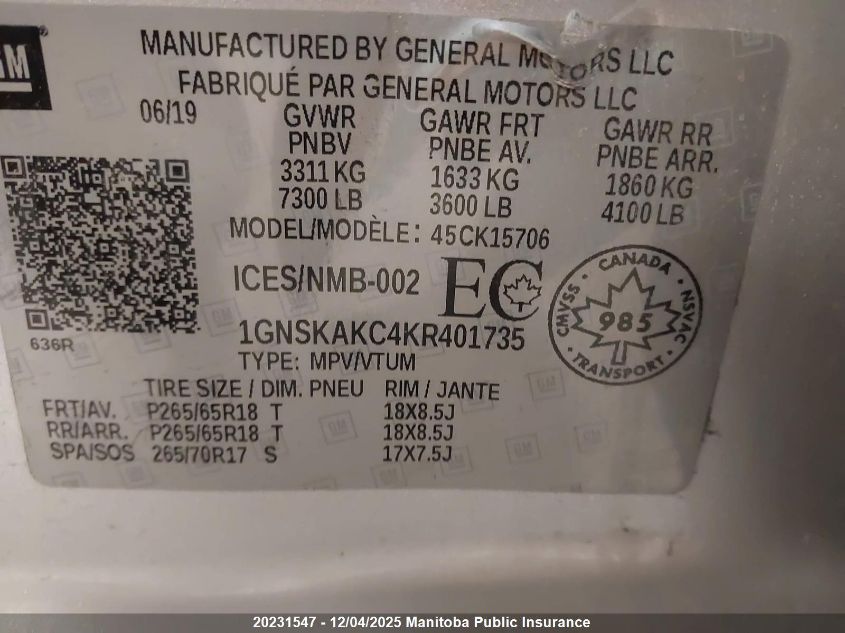 GM
MANUFACTURED BY GENERAL MOTORS LLC
FABRIQUÉ PAR GENERAL MOTORS LLC
06/19 GVWR GAWR FRT GAWR RR
PNBV PNBE AV. PNBE ARR.
3311 KG 1633 KG 1860 KG
7300 LB 3600 LB 4100 LB
MODEL/MODÈLE: 45CK15706
ICES/NMB-002 EC
CANADA
CMVSS 985 NSVAC
TRANSPORT
636R
1GNSKAKC4KR401735
TYPE: MPV/VTUM
TIRE SIZE / DIM. PNEU RIM / JANTE
FRT/AV. P265/65R18 T 18X8.5J
RR/ARR. P265/65R18 T 18X8.5J
SPA/SOS 265/70R17 S 17X7.5J
20231547 - 12/04/2025 Manitoba Public Insurance